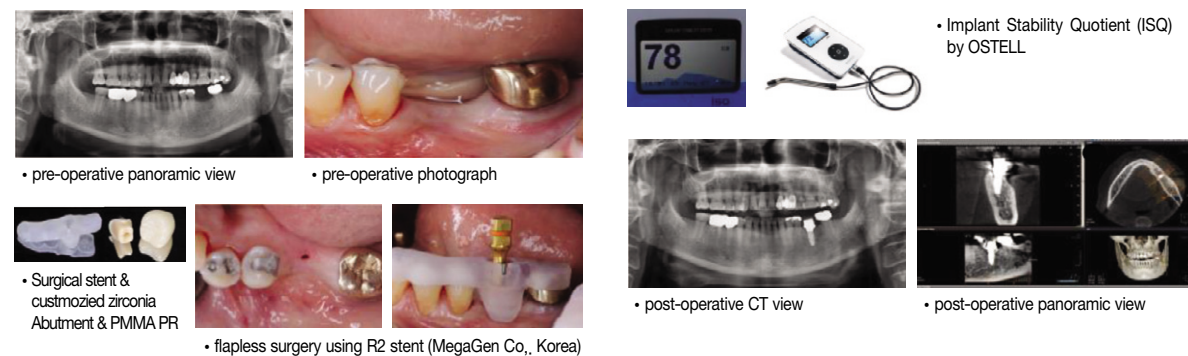 • pre-operative panoramic view
• pre-operative photograph
• Surgical stent &
custmozied zirconia
Abutment & PMMA PR
• flapless surgery using R2 stent (MegaGen Co,. Korea)
78
ISQ
• Implant Stability Quotient (ISQ)
by OSTELL
• post-operative CT view
• post-operative panoramic view